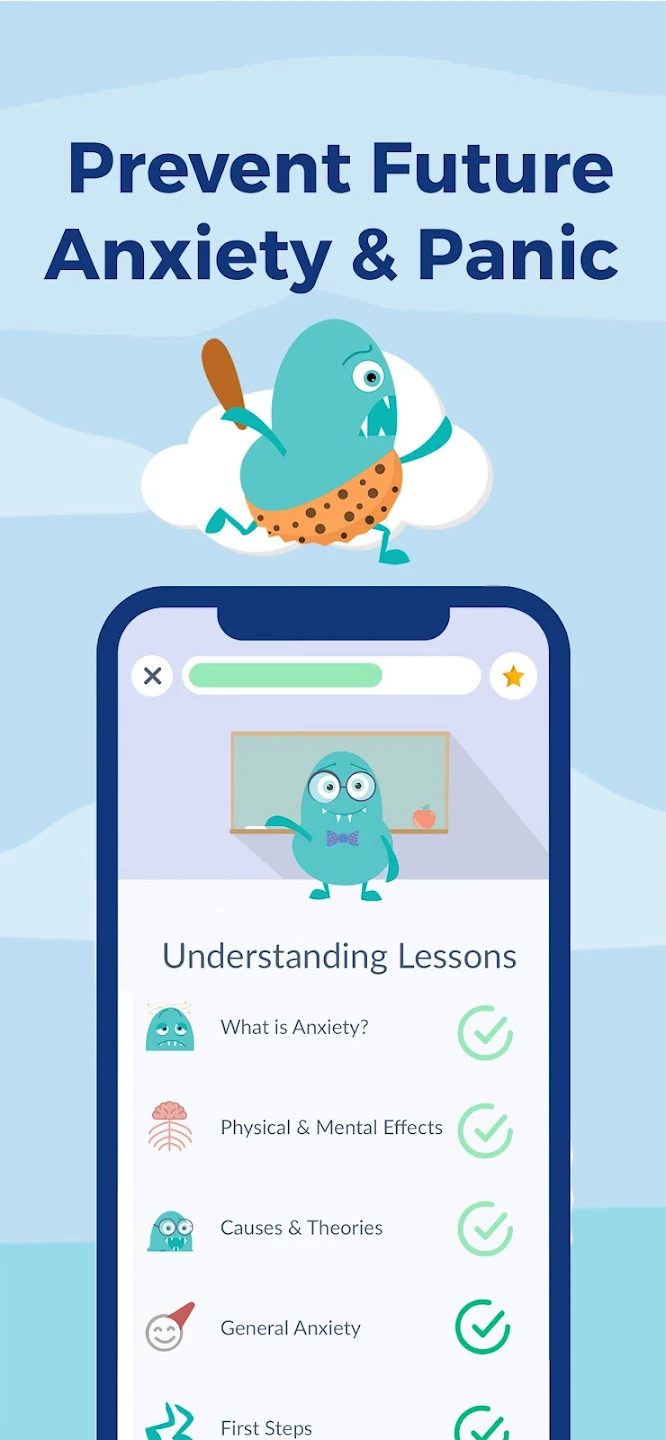 Prevent Future
Anxiety & Panic
Understanding Lessons
What is Anxiety?
Physical & Mental Effects
Causes & Theories
General Anxiety
First Steps